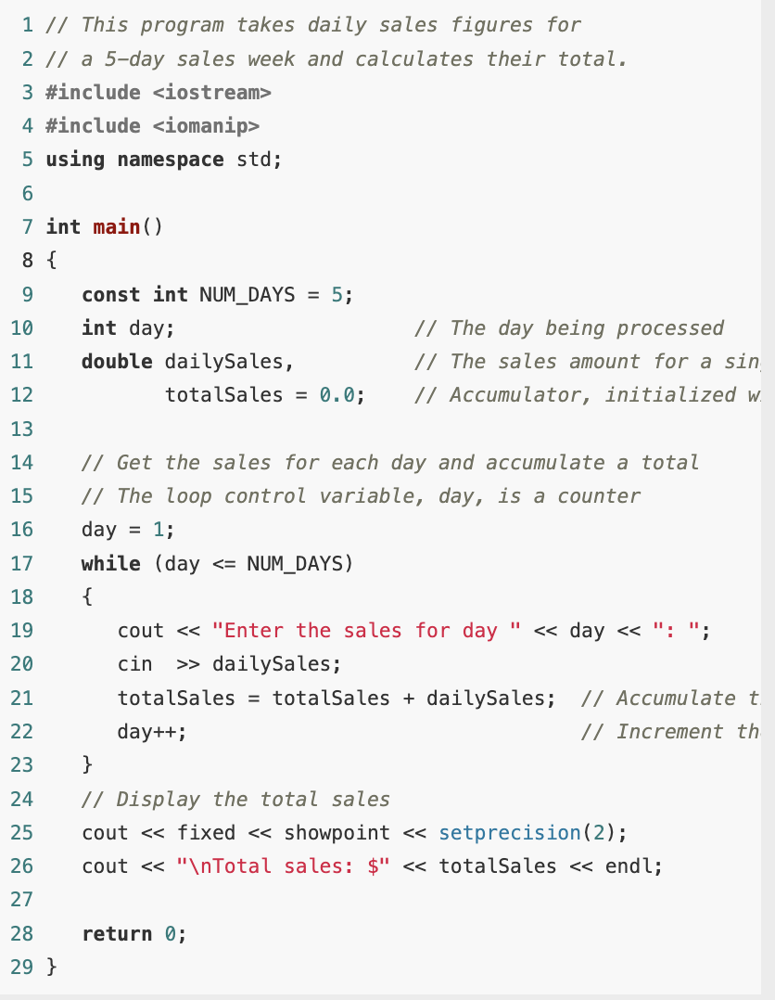 1 // This program takes daily sales figures for
2 // a 5-day sales week and calculates their total.
3 #include <iostream>
4 #include <iomanip>
5 using namespace std;
6
7 int main()
8 {
9    const int NUM_DAYS = 5;
10    int day;                    // The day being processed
11    double dailySales,          // The sales amount for a
12           totalSales = 0.0;    // Accumulator, initialized
13
14    // Get the sales for each day and accumulate a total
15    // The loop control variable, day, is a counter
16    day = 1;
17    while (day <= NUM_DAYS)
18    {
19       cout << "Enter the sales for day " << day << ": ";
20       cin  >> dailySales;
21       totalSales = totalSales + dailySales;  // Accumulate
22       day++;                                 // Increment
23    }
24    // Display the total sales
25    cout << fixed << showpoint << setprecision(2);
26    cout << "\nTotal sales: $" << totalSales << endl;
27
28    return 0;
29 }